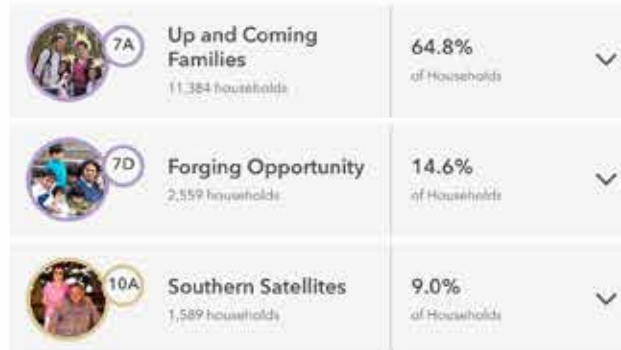 7A
Up and Coming
Families
11,384 households
64.8%
of Households
7D
Forging Opportunity
2,559 households
14.6%
of Households
10A
Southern Satellites
1,589 households
9.0%
of Households